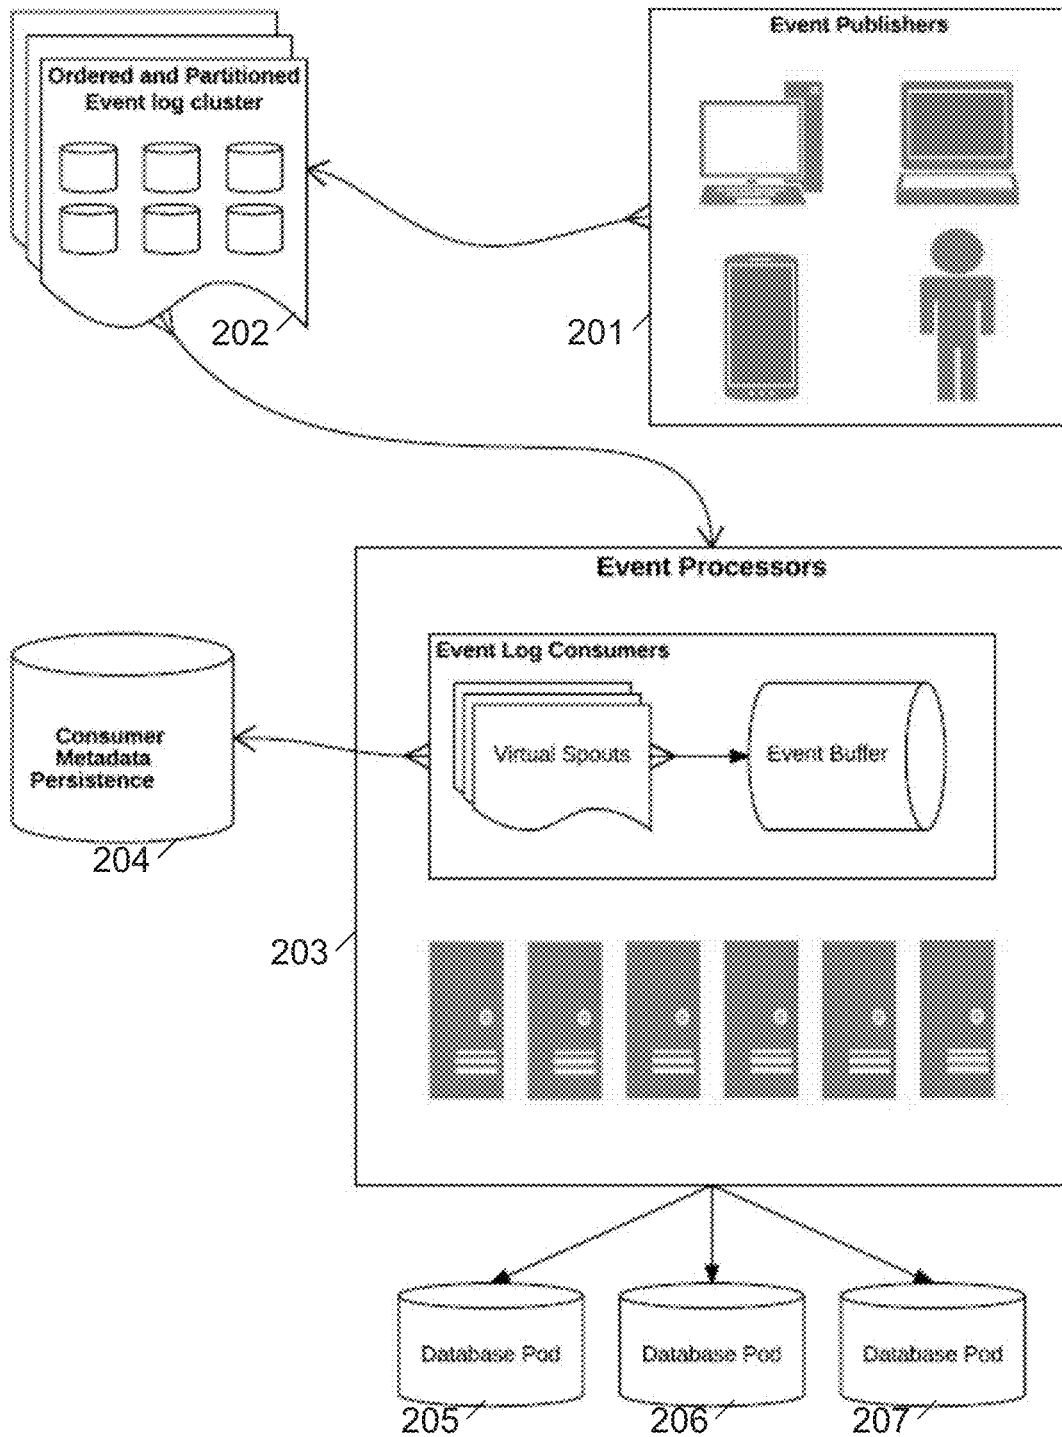 Event Publishers
Ordered and Partitioned
Event log cluster
202
201
Event Processors
Event Log Consumers
Virtual Spouts
Event Buffer
Consumer
Metadata
Persistence
204
203
Database Pod
Database Pod
Database Pod
205
206
207